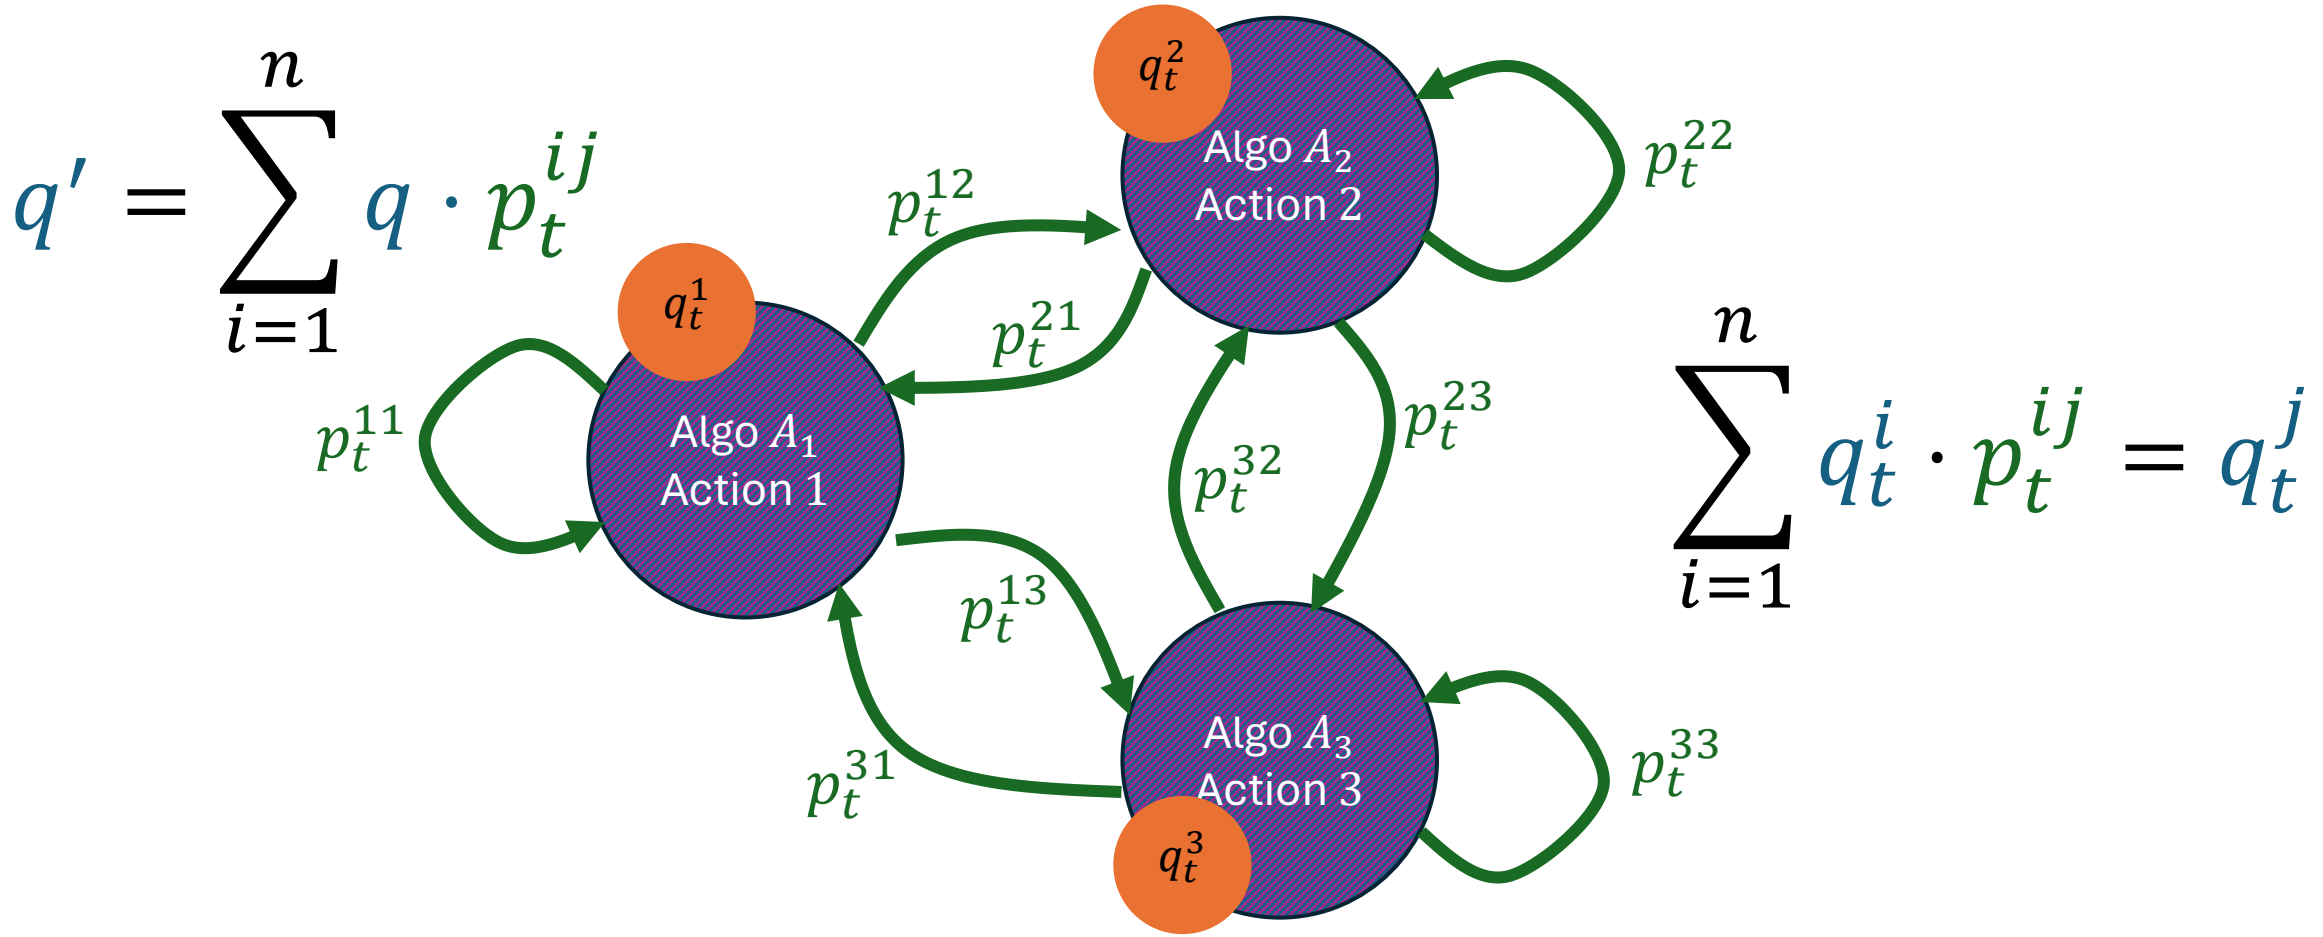 q′ = ∑_{i=1}^{n} q · p_t^{ij}
q_t^2
Algo A_2
Action 2
p_t^{22}
p_t^{12}
p_t^{21}
q_t^1
Algo A_1
Action 1
p_t^{11}
p_t^{23}
p_t^{32}
∑_{i=1}^{n} q_t^i · p_t^{ij} = q_t^j
p_t^{13}
p_t^{31}
Algo A_3
Action 3
q_t^3
p_t^{33}